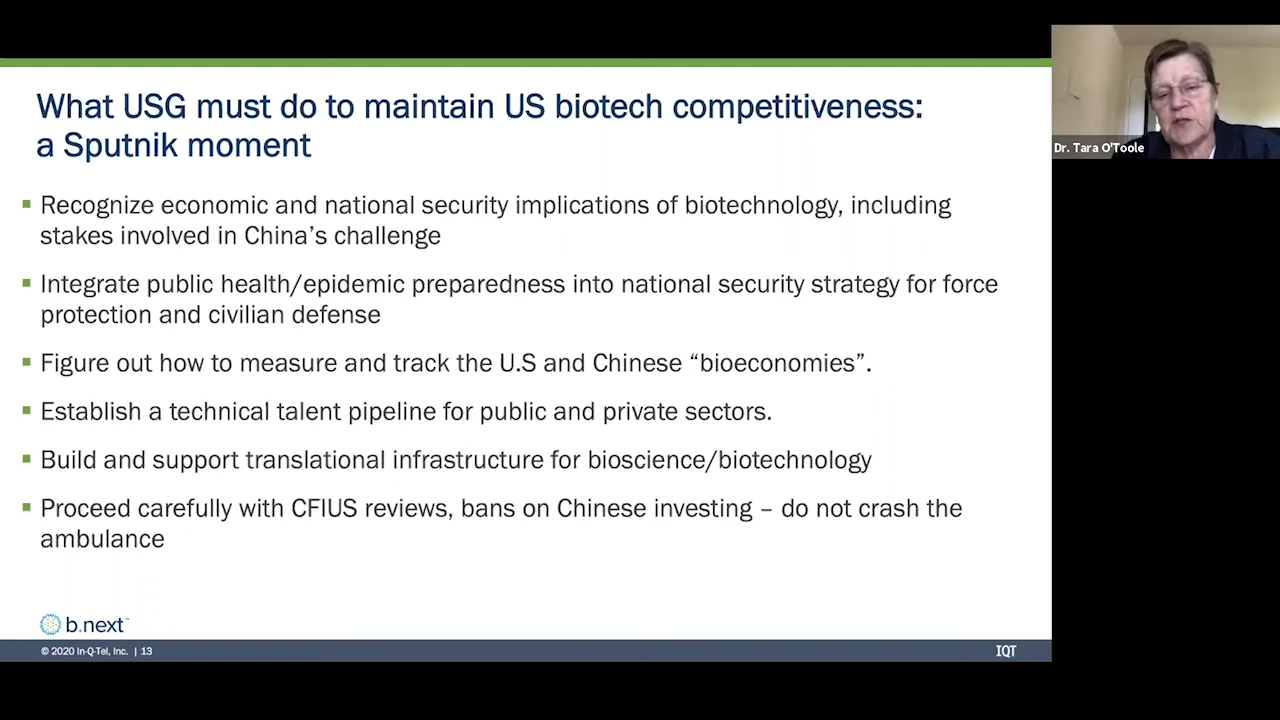 What USG must do to maintain US biotech competitiveness:
a Sputnik moment
Dr. Tara O'Toole
▪ Recognize economic and national security implications of biotechnology, including
stakes involved in China's challenge
▪ Integrate public health/epidemic preparedness into national security strategy for force
protection and civilian defense
▪ Figure out how to measure and track the U.S and Chinese “bioeconomies”.
▪ Establish a technical talent pipeline for public and private sectors.
▪ Build and support translational infrastructure for bioscience/biotechnology
▪ Proceed carefully with CFIUS reviews, bans on Chinese investing – do not crash the
ambulance
b.next™
© 2020 In-Q-Tel, Inc. | 13
IQT